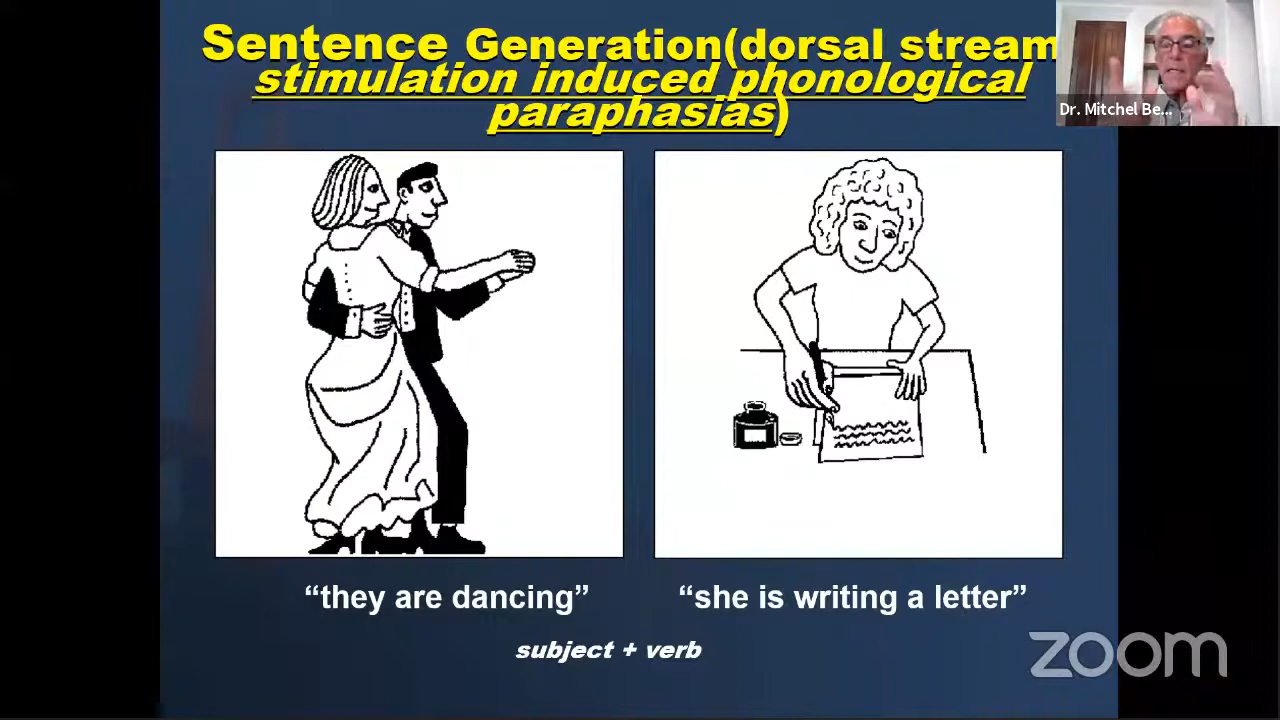 Sentence Generation(dorsal stream
stimulation induced phonological
paraphasias)
Dr. Mitchel Be...
“they are dancing”
“she is writing a letter”
subject + verb
zoom